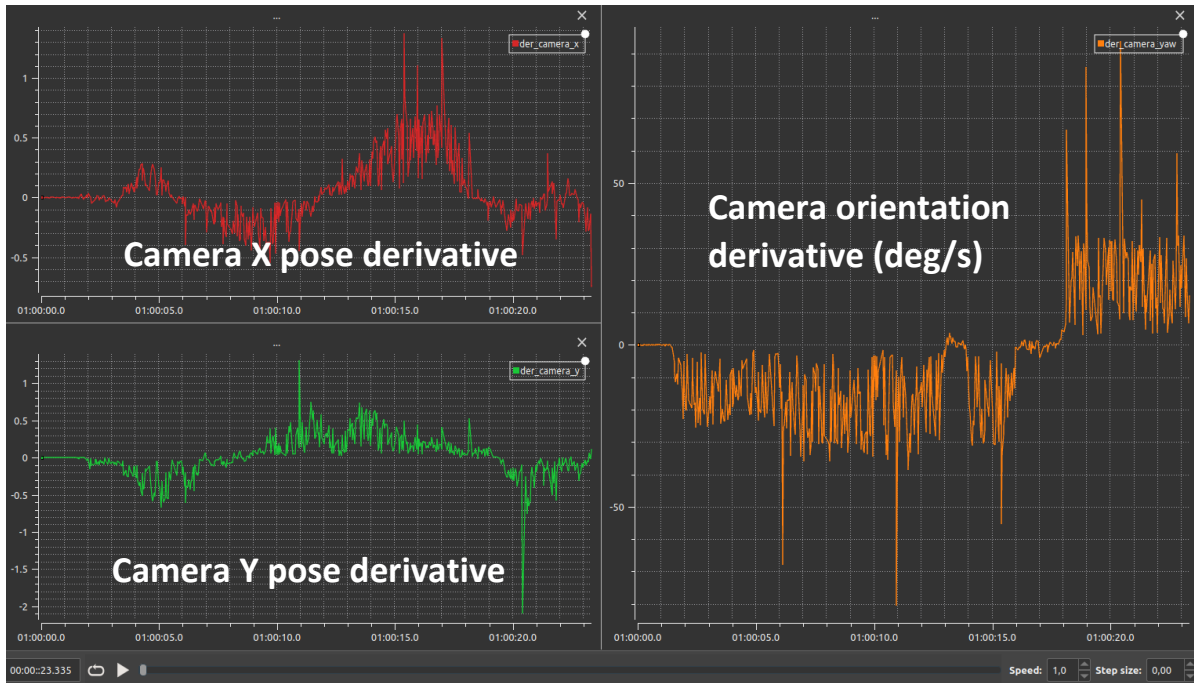 ...
der_camera_x
1
0.5
0
-0.5
Camera X pose derivative
01:00:00.0 01:00:05.0 01:00:10.0 01:00:15.0 01:00:20.0
...
der_camera_y
1
0.5
0
-0.5
-1
-1.5
-2
Camera Y pose derivative
01:00:00.0 01:00:05.0 01:00:10.0 01:00:15.0 01:00:20.0
...
der_camera_yaw
50
0
-50
Camera orientation
derivative (deg/s)
01:00:00.0 01:00:05.0 01:00:10.0 01:00:15.0 01:00:20.0
00:00::23.335 Speed: 1,0 Step size: 0,00